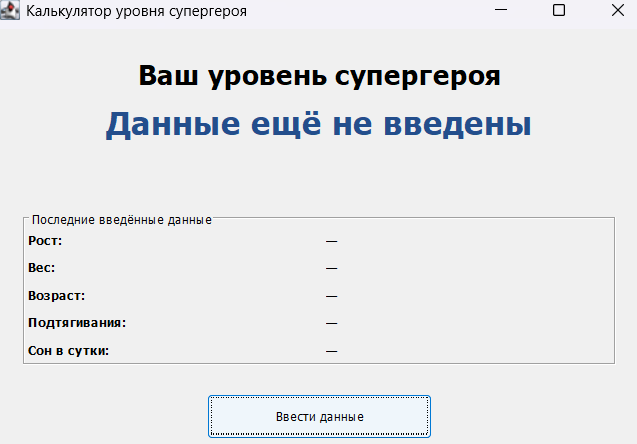 Калькулятор уровня супергероя
Ваш уровень супергероя
Данные ещё не введены
Последние введённые данные
Рост: —
Вес: —
Возраст: —
Подтягивания: —
Сон в сутки: —
Ввести данные